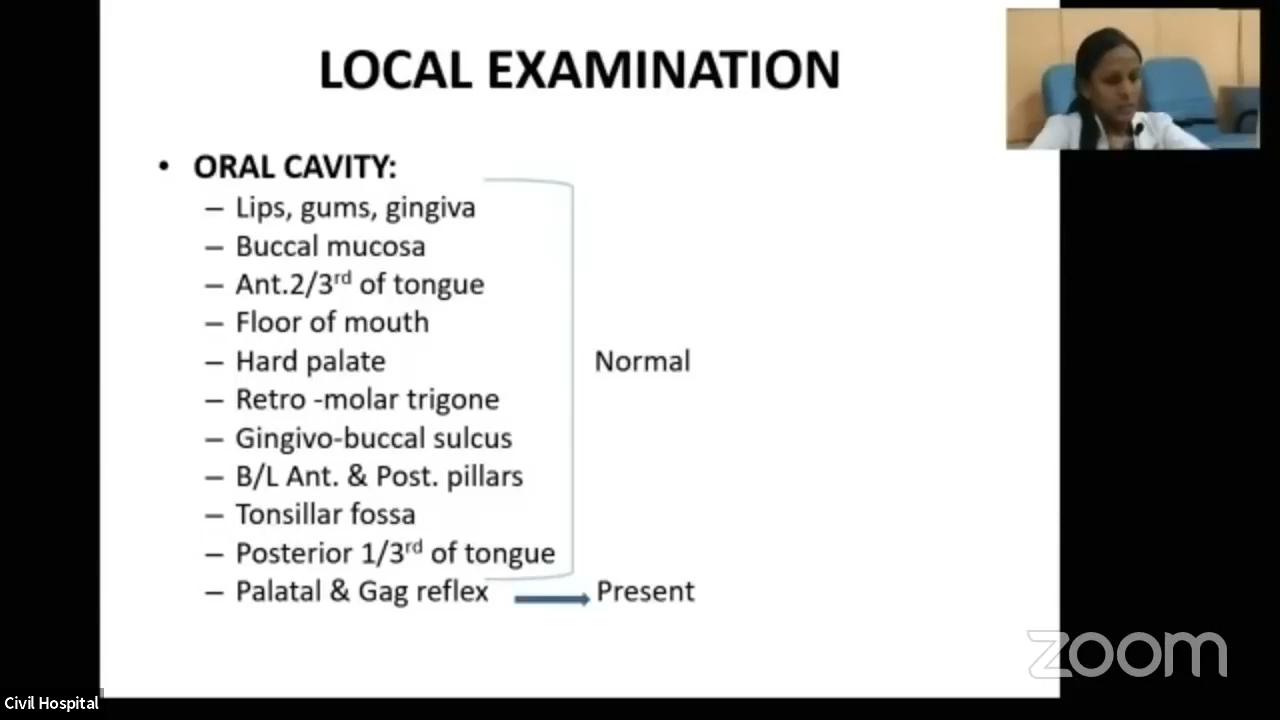 LOCAL EXAMINATION
• ORAL CAVITY:
– Lips, gums, gingiva
– Buccal mucosa
– Ant.2/3rd of tongue
– Floor of mouth
– Hard palate
Normal
– Retro -molar trigone
– Gingivo-buccal sulcus
– B/L Ant. & Post. pillars
– Tonsillar fossa
– Posterior 1/3rd of tongue
– Palatal & Gag reflex
Present
zoom
Civil Hospital